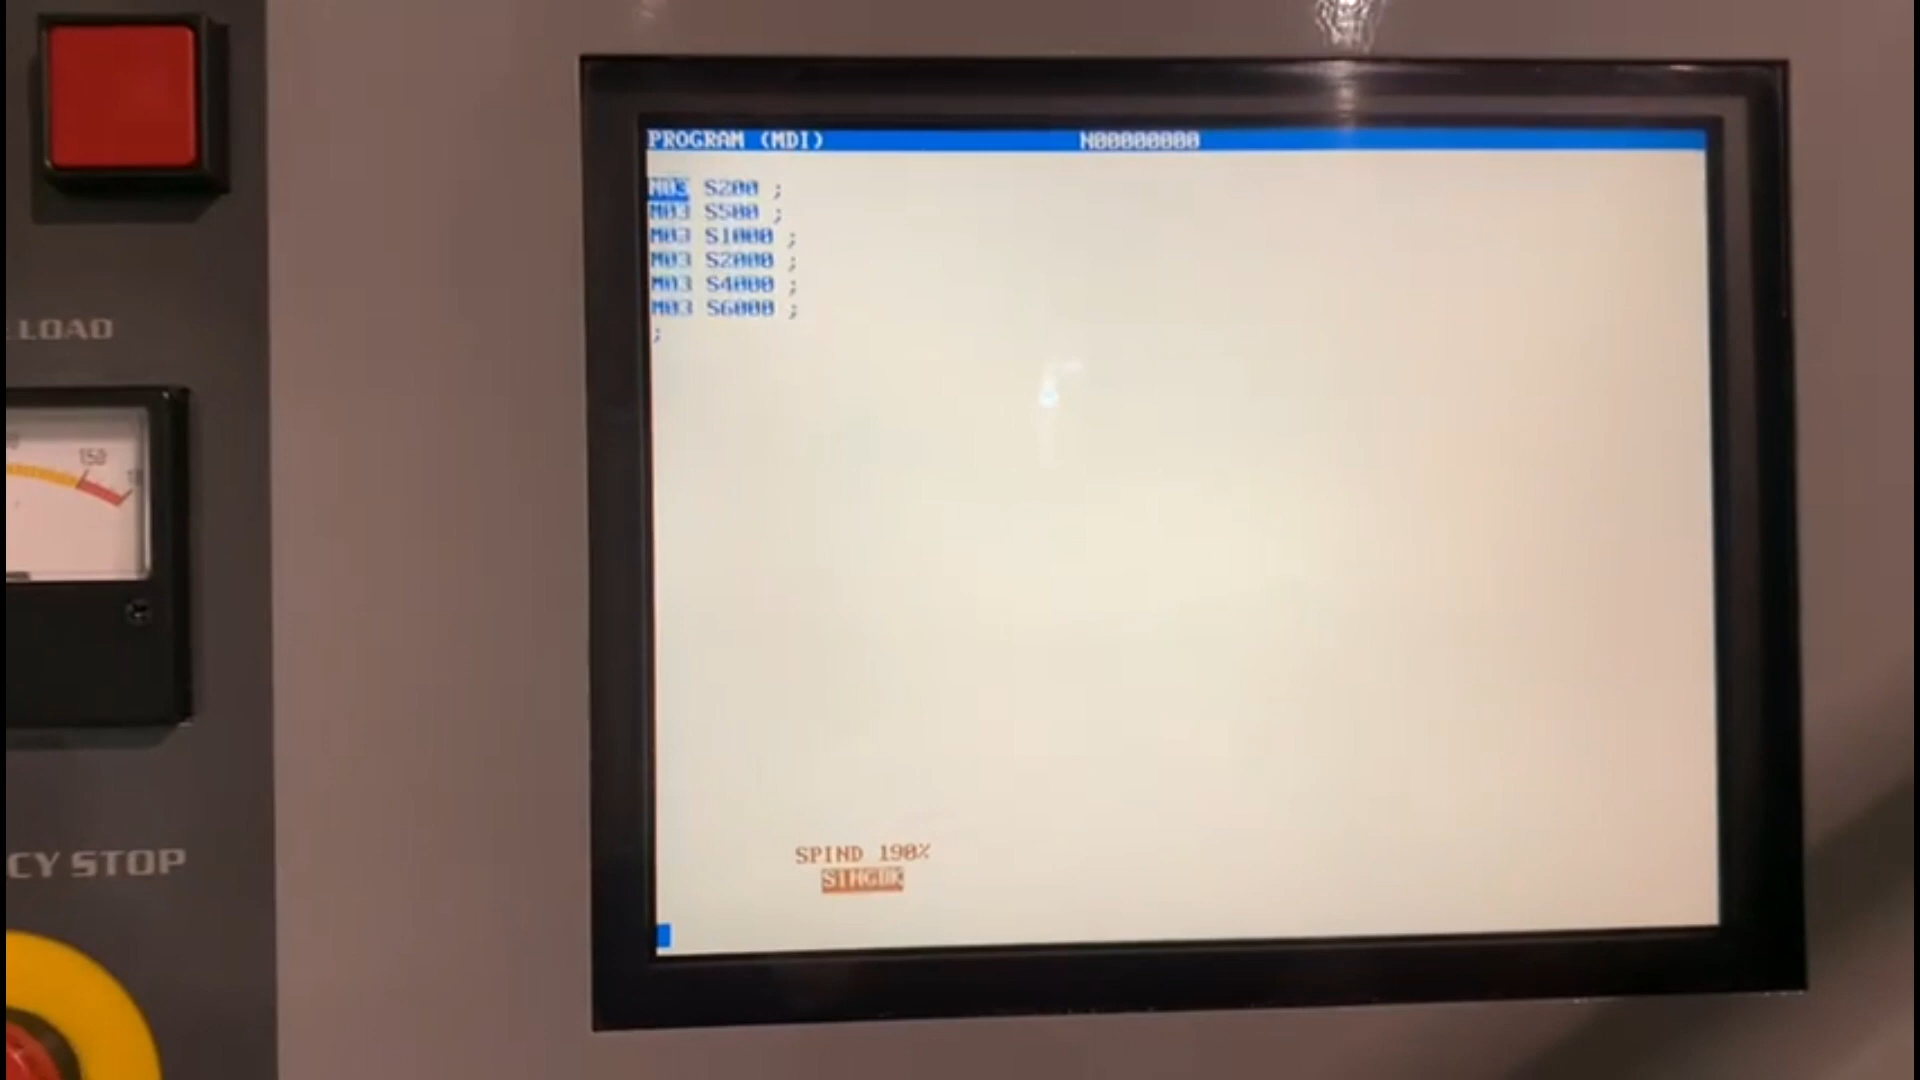 PROGRAM (MDI) N00000000
M03 S200 ;
M03 S500 ;
M03 S1000 ;
M03 S2000 ;
M03 S4000 ;
M03 S6000 ;
;
LOAD
150
SPIND 190%
SINGBK
CY STOP